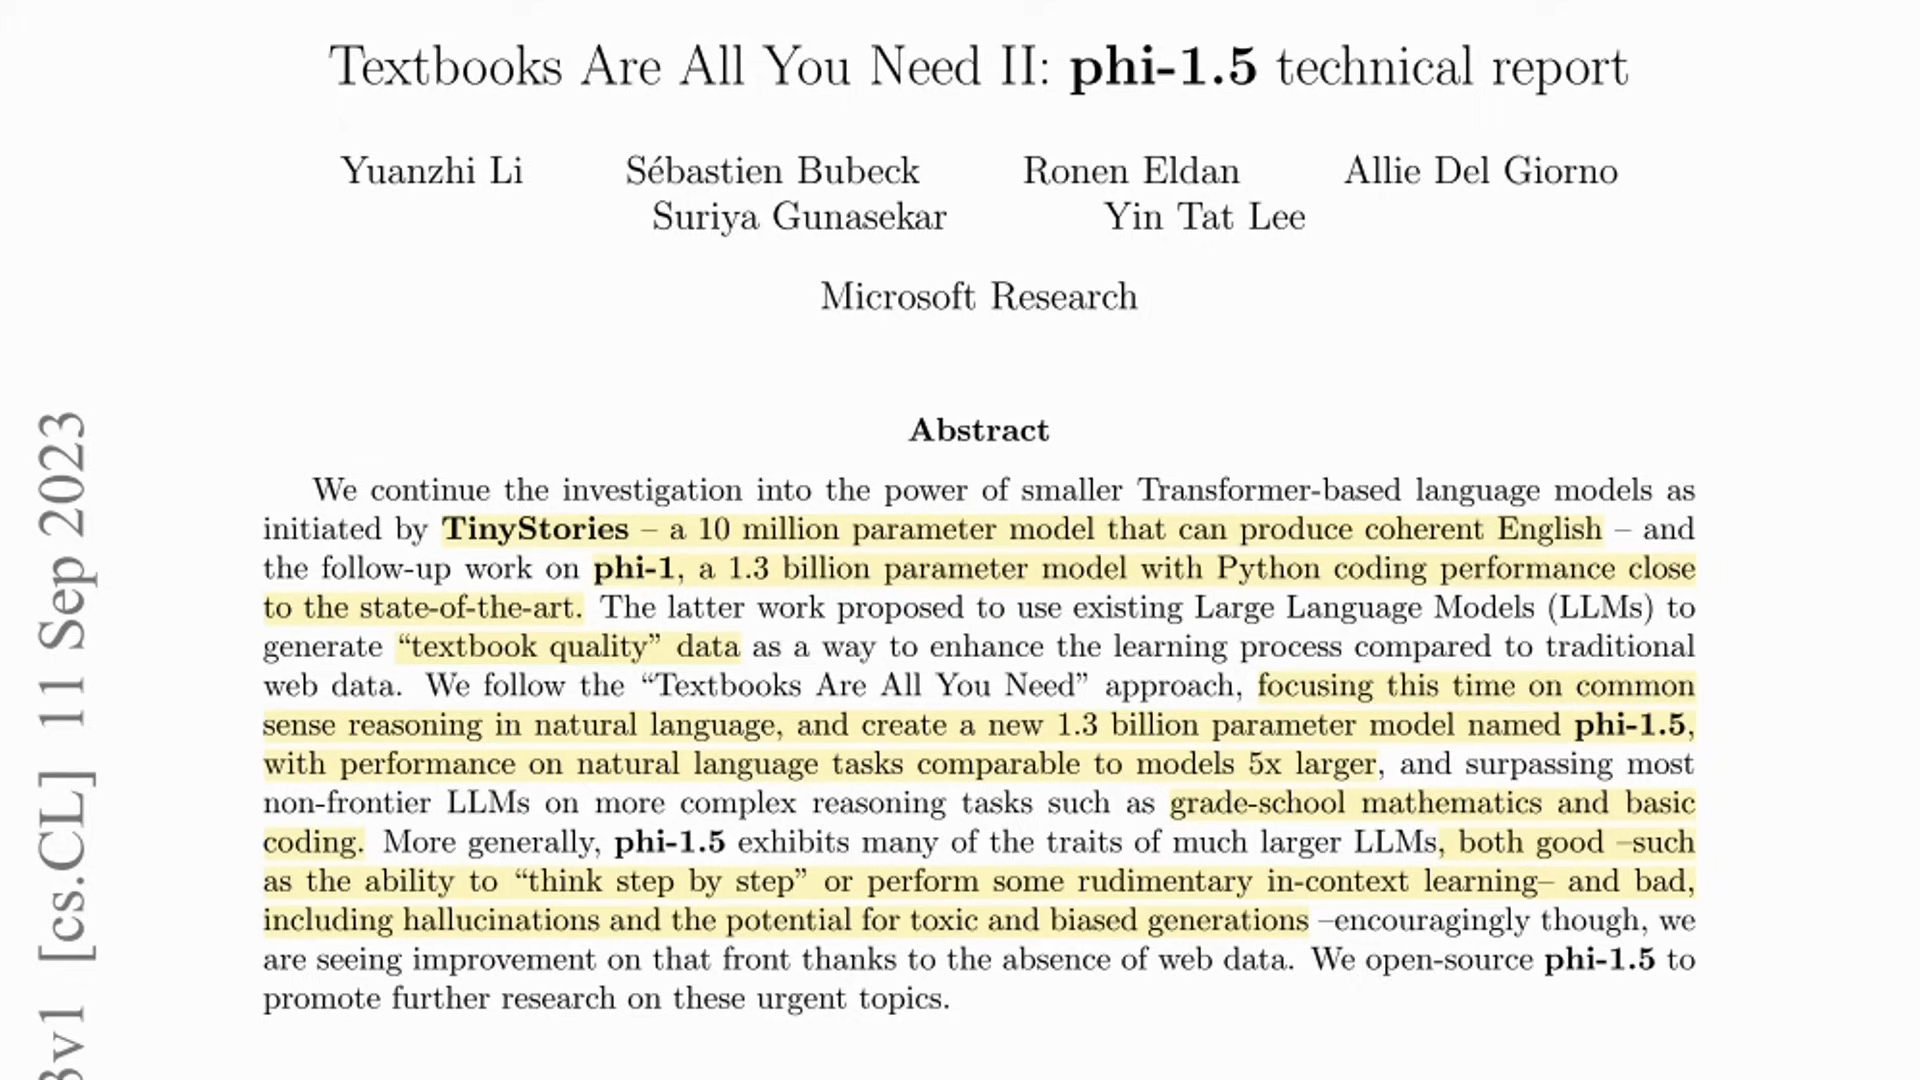 Textbooks Are All You Need II: phi-1.5 technical report
Yuanzhi Li Sébastien Bubeck Ronen Eldan Allie Del Giorno
Suriya Gunasekar Yin Tat Lee
Microsoft Research
Abstract
We continue the investigation into the power of smaller Transformer-based language models as
initiated by TinyStories – a 10 million parameter model that can produce coherent English – and
the follow-up work on phi-1, a 1.3 billion parameter model with Python coding performance close
to the state-of-the-art. The latter work proposed to use existing Large Language Models (LLMs) to
generate “textbook quality” data as a way to enhance the learning process compared to traditional
web data. We follow the “Textbooks Are All You Need” approach, focusing this time on common
sense reasoning in natural language, and create a new 1.3 billion parameter model named phi-1.5,
with performance on natural language tasks comparable to models 5x larger, and surpassing most
non-frontier LLMs on more complex reasoning tasks such as grade-school mathematics and basic
coding. More generally, phi-1.5 exhibits many of the traits of much larger LLMs, both good –such
as the ability to “think step by step” or perform some rudimentary in-context learning– and bad,
including hallucinations and the potential for toxic and biased generations –encouragingly though, we
are seeing improvement on that front thanks to the absence of web data. We open-source phi-1.5 to
promote further research on these urgent topics.
v1 [cs.CL] 11 Sep 2023